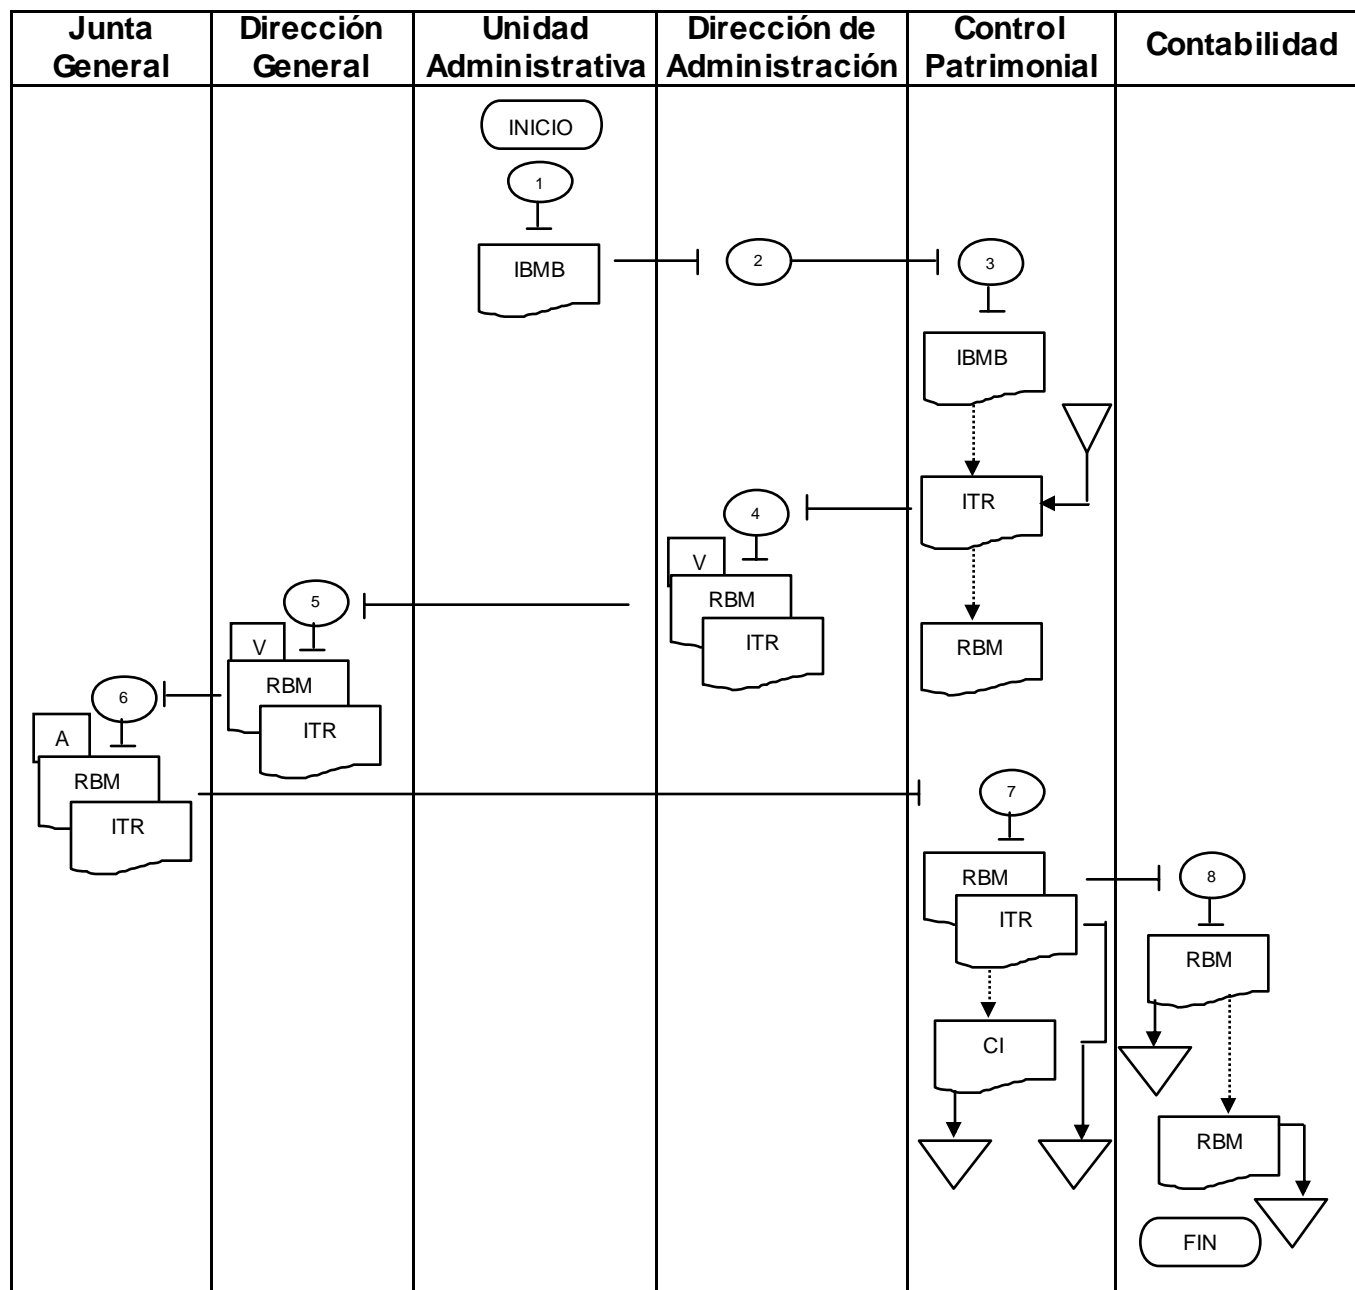 Junta General
Dirección General
Unidad Administrativa
Dirección de Administración
Control Patrimonial
Contabilidad
INICIO
1
IBMB
2
3
IBMB
ITR
4
V
RBM
ITR
RBM
5
V
RBM
ITR
6
A
RBM
ITR
7
RBM
ITR
8
RBM
CI
RBM
FIN